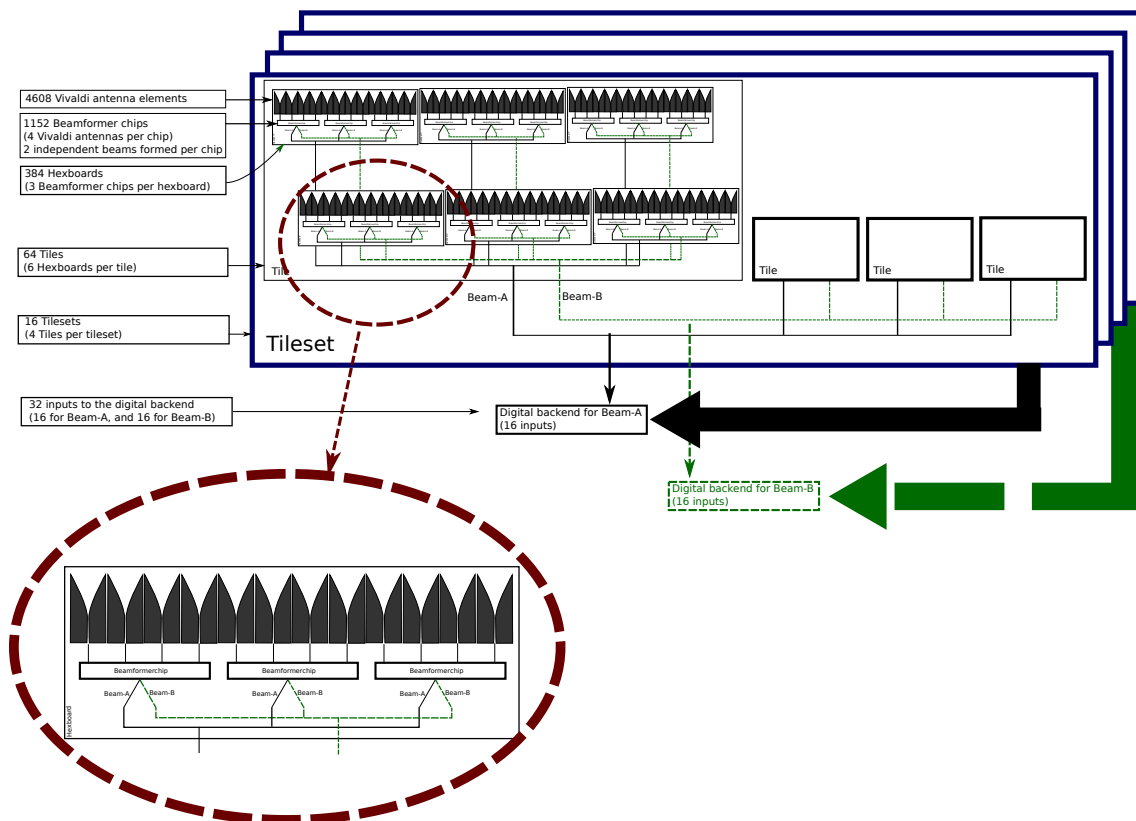 4608 Vivaldi antenna elements
1152 Beamformer chips
(4 Vivaldi antennas per chip)
2 independent beams formed per chip
384 Hexboards
(3 Beamformer chips per hexboard)
64 Tiles
(6 Hexboards per tile)
16 Tilesets
(4 Tiles per tileset)
32 inputs to the digital backend
(16 for Beam-A, and 16 for Beam-B)
Tile
Tile
Tile
Tile
Beam-A
Beam-B
Tileset
Digital backend for Beam-A
(16 inputs)
Digital backend for Beam-B
(16 inputs)
Beamformerchip
Beamformerchip
Beamformerchip
Beam-A
Beam-B
Beam-A
Beam-B
Beam-A
Beam-B
Hexboard